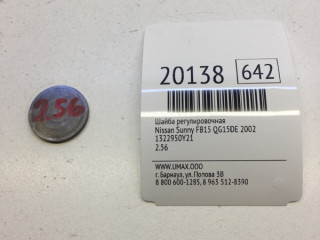 2.56
20138 642
Шайба регулировочная
Nissan Sunny FB15 QG15DE 2002
1322950Y21
2.56
WWW.UMAX.OOO
г.Барнаул, ул.Попова 3В
8 800 600-1285, 8 963 512-8390